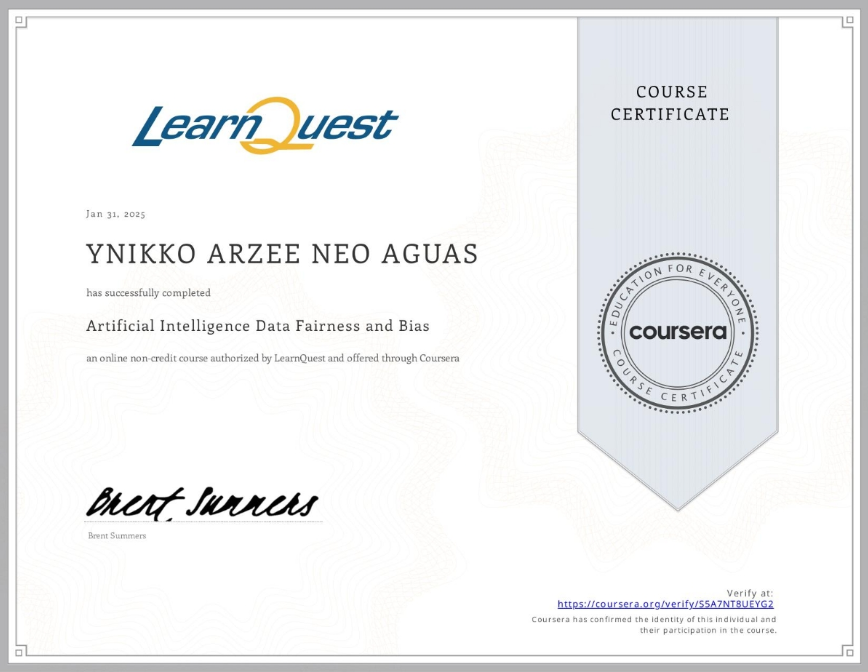 LearnQuest
COURSE
CERTIFICATE
Jan 31, 2025
YNIKKO ARZEE NEO AGUAS
has successfully completed
Artificial Intelligence Data Fairness and Bias
an online non-credit course authorized by LearnQuest and offered through Coursera
EDUCATION FOR EVERYONE
coursera
COURSE CERTIFICATE
Brent Summers
Brent Summers
Verify at:
https://coursera.org/verify/S5A7NT8UEYG2
Coursera has confirmed the identity of this individual and
their participation in the course.